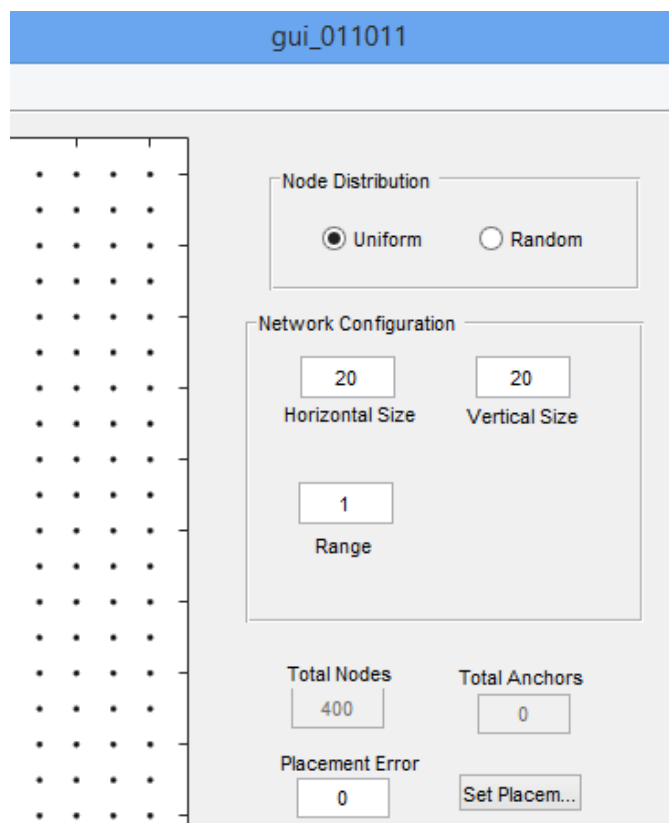 gui_011011
Node Distribution
Uniform Random
Network Configuration
20 20
Horizontal Size Vertical Size
1
Range
Total Nodes Total Anchors
400 0
Placement Error
0 Set Placem...